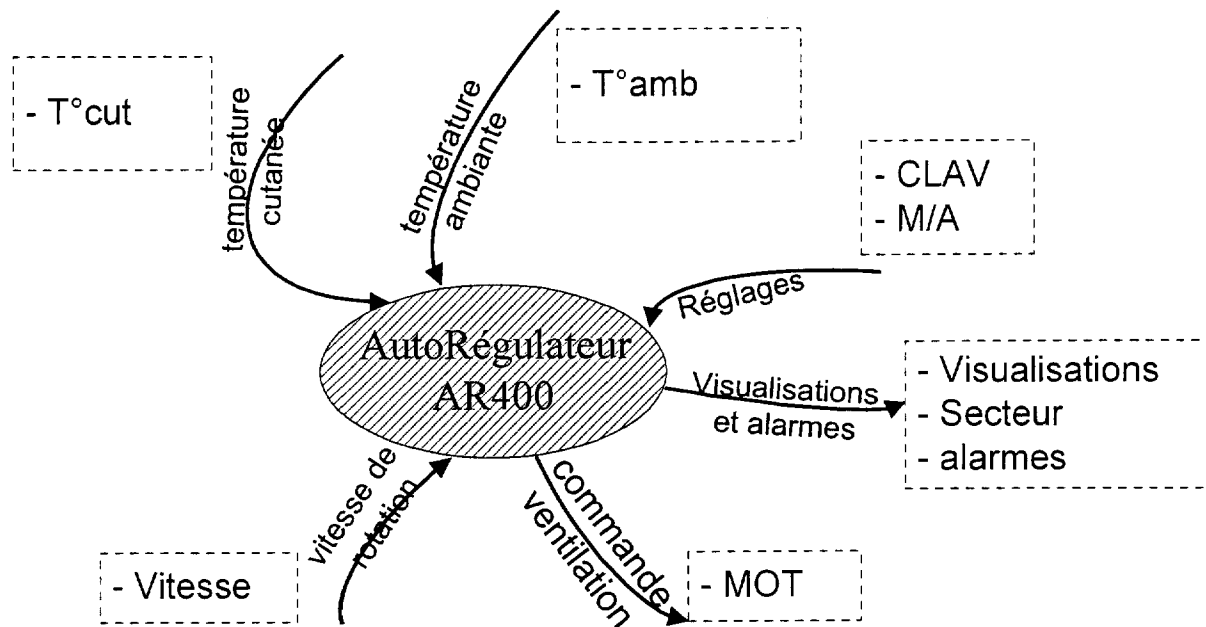 - T°cut
température
cutanée
température
ambiante
- T°amb
- CLAV
- M/A
Réglages
AutoRégulateur
AR400
Visualisations
et alarmes
- Visualisations
- Secteur
- alarmes
vitesse de
rotation
- Vitesse
commande
ventilation
- MOT